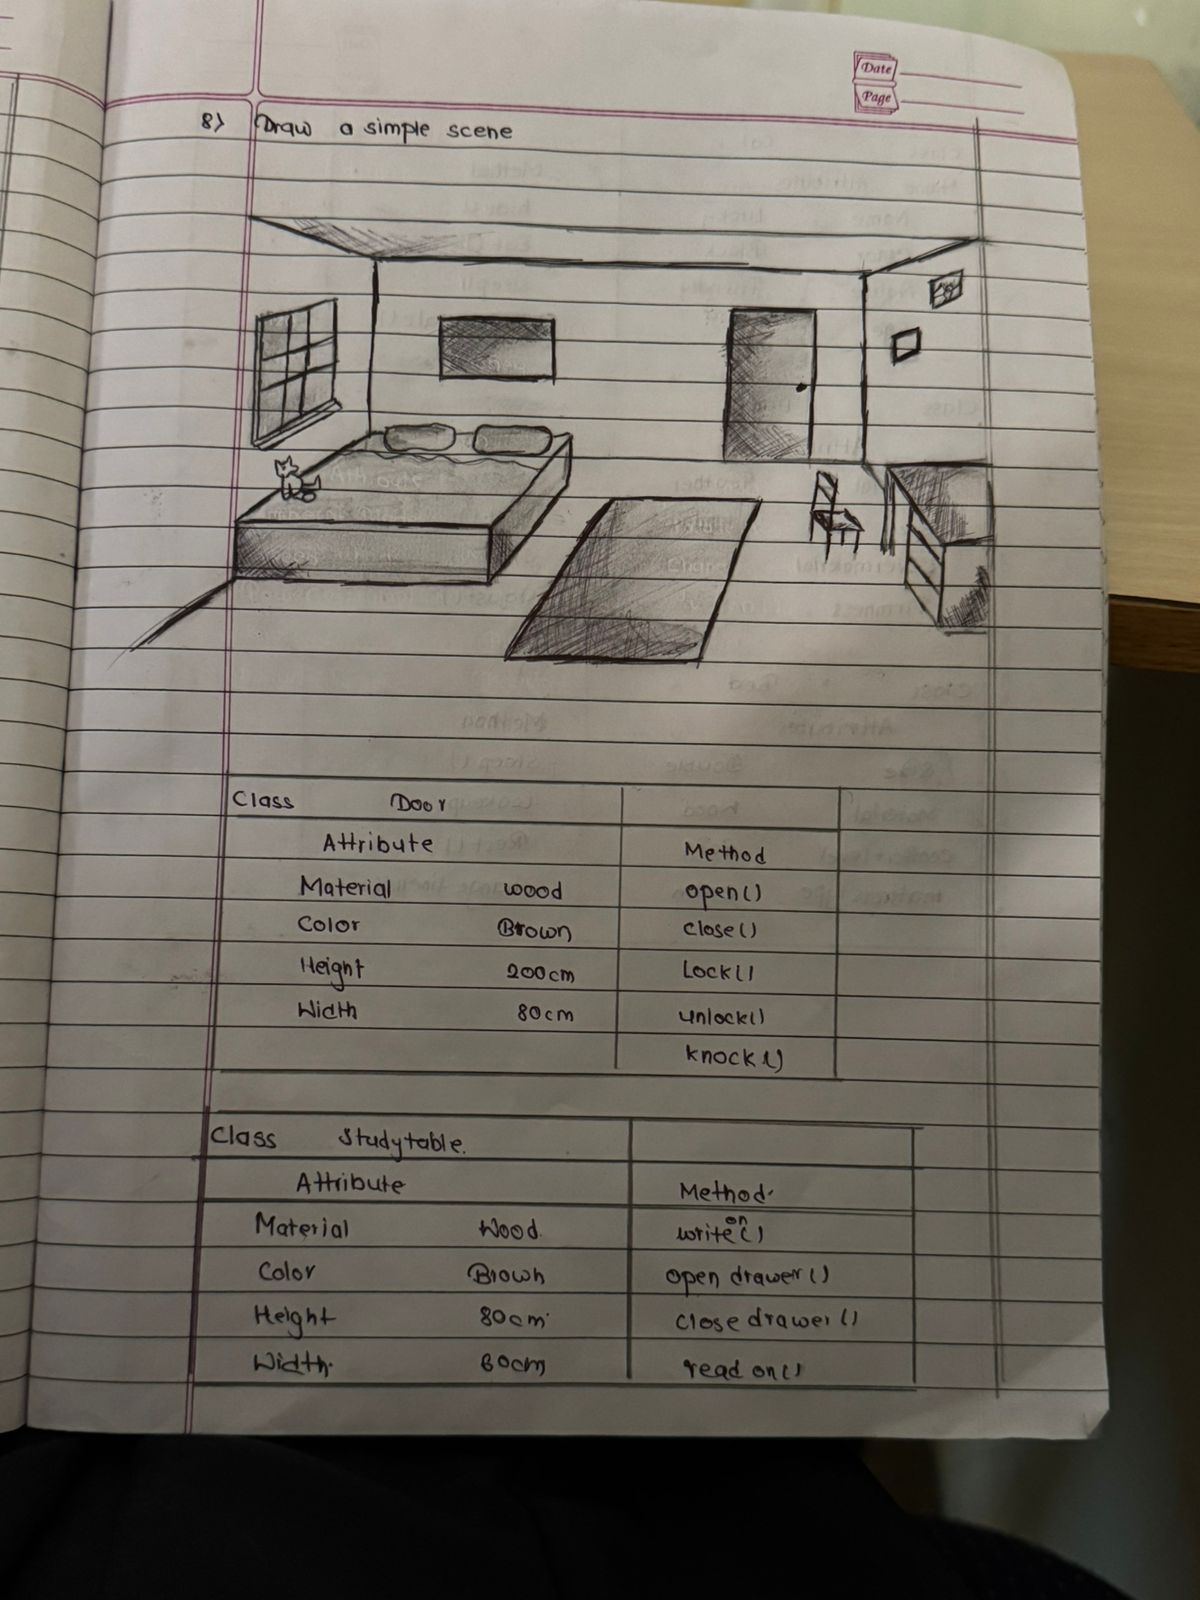 Date
Page
8) Draw a simple scene
Class Door
Attribute Method
Material wood open()
Color Brown close()
Height 200cm Lock()
Width 80cm unlock()
knock()
Class Studytable.
Attribute Method
Material Wood write on()
Color Brown open drawer()
Height 80cm close drawer()
Width 60cm read on()